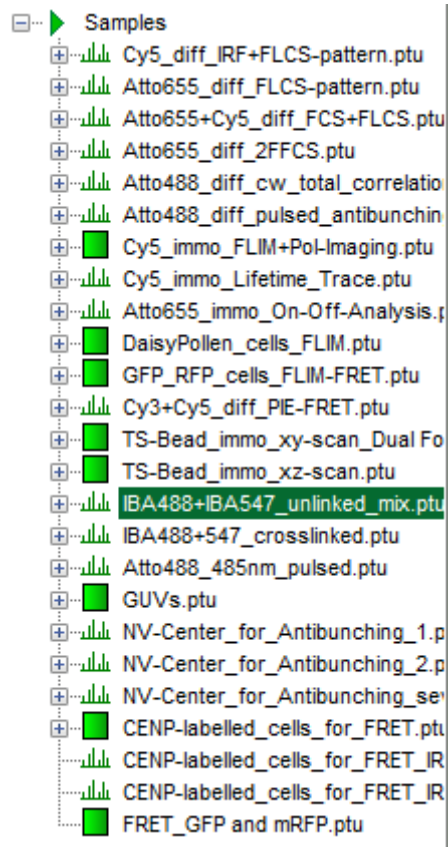 Samples
Cy5_diff_IRF+FLCS-pattern.ptu
Atto655_diff_FLCS-pattern.ptu
Atto655+Cy5_diff_FCS+FLCS.ptu
Atto655_diff_2FFCS.ptu
Atto488_diff_cw_total_correlatio
Atto488_diff_pulsed_antibunchin
Cy5_immo_FLIM+Pol-Imaging.ptu
Cy5_immo_Lifetime_Trace.ptu
Atto655_immo_On-Off-Analysis.p
DaisyPollen_cells_FLIM.ptu
GFP_RFP_cells_FLIM-FRET.ptu
Cy3+Cy5_diff_PIE-FRET.ptu
TS-Bead_immo_xy-scan_Dual Fo
TS-Bead_immo_xz-scan.ptu
IBA488+IBA547_unlinked_mix.ptu
IBA488+547_crosslinked.ptu
Atto488_485nm_pulsed.ptu
GUVs.ptu
NV-Center_for_Antibunching_1.p
NV-Center_for_Antibunching_2.p
NV-Center_for_Antibunching_sev
CENP-labelled_cells_for_FRET.ptu
CENP-labelled_cells_for_FRET_IR
CENP-labelled_cells_for_FRET_IR
FRET_GFP and mRFP.ptu